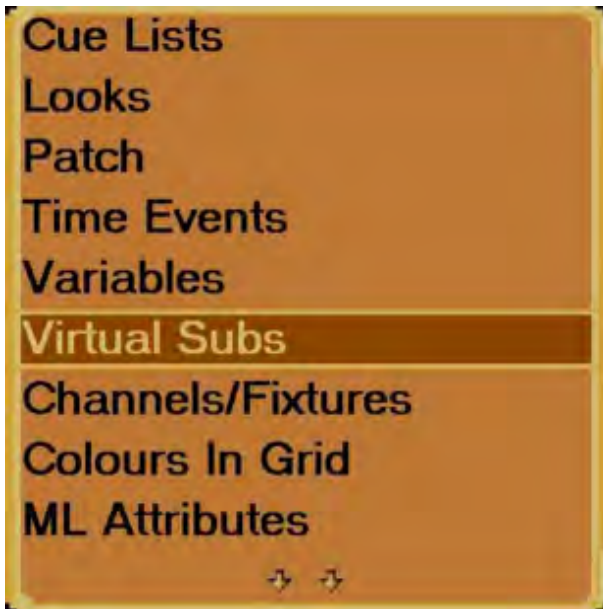 Cue Lists
Looks
Patch
Time Events
Variables
Virtual Subs
Channels/Fixtures
Colours In Grid
ML Attributes